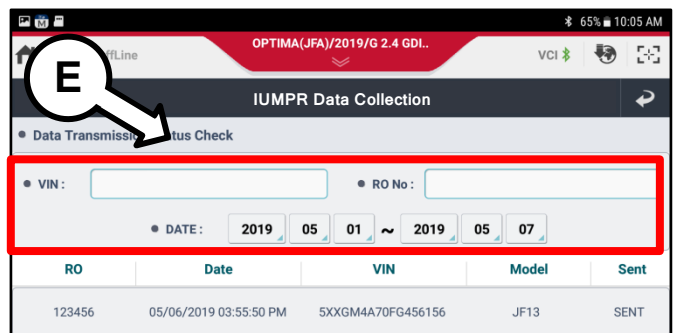 65% 10:05 AM
OPTIMA(JFA)/2019/G 2.4 GDI..
ffLine
VCI
E
IUMPR Data Collection
Data Transmiss tus Check
VIN :
RO No :
DATE : 2019 05 01 ~ 2019 05 07
RO Date VIN Model Sent
123456 05/06/2019 03:55:50 PM 5XXGM4A70FG456156 JF13 SENT